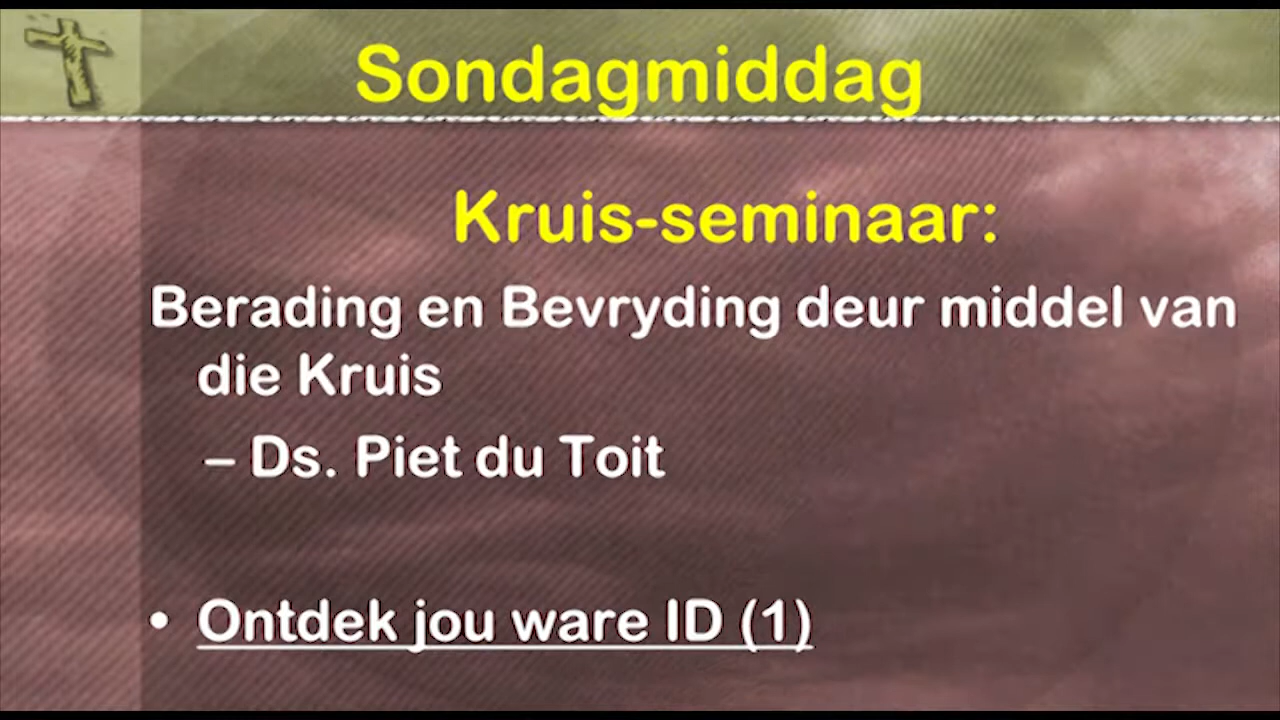 Sondagmiddag
Kruis-seminaar:
Berading en Bevryding deur middel van
die Kruis
– Ds. Piet du Toit
• Ontdek jou ware ID (1)